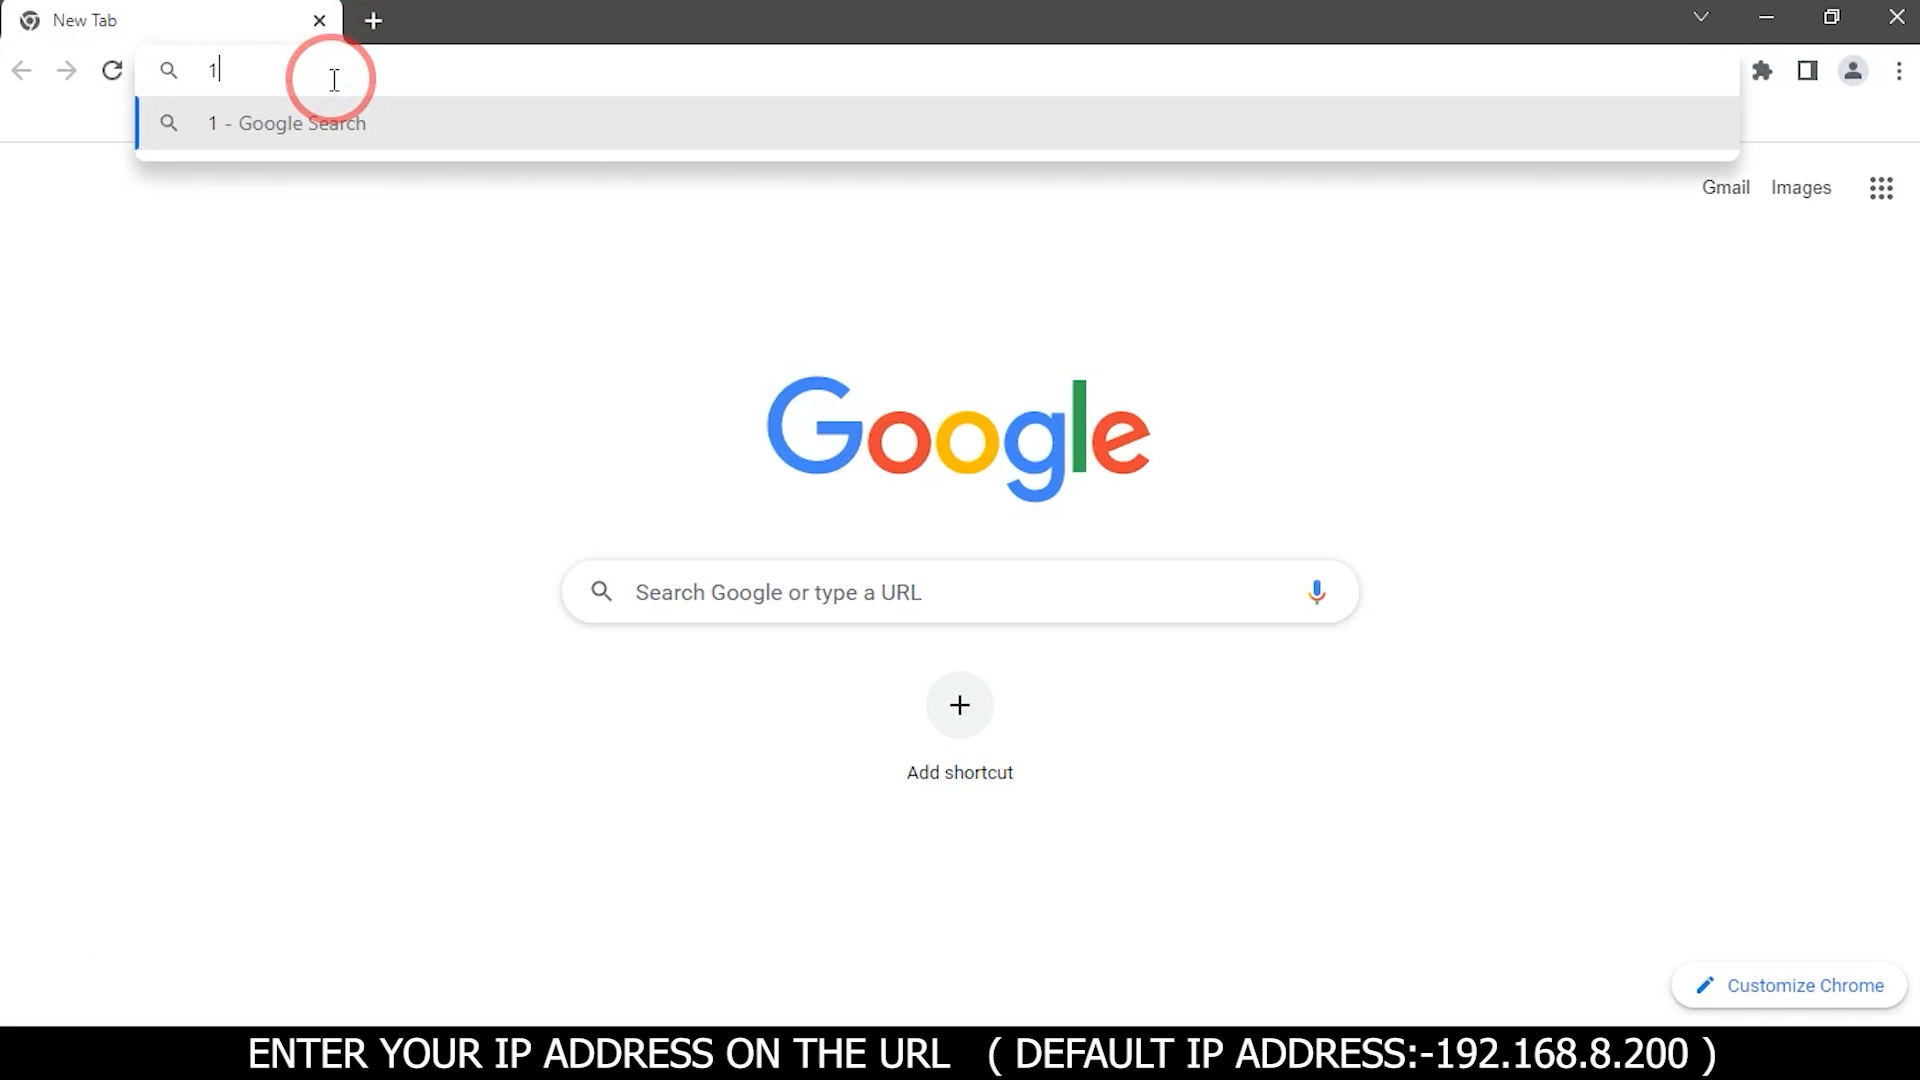 New Tab
1
1 - Google Search
Gmail Images
Google
Search Google or type a URL
Add shortcut
Customize Chrome
ENTER YOUR IP ADDRESS ON THE URL ( DEFAULT IP ADDRESS:-192.168.8.200 )